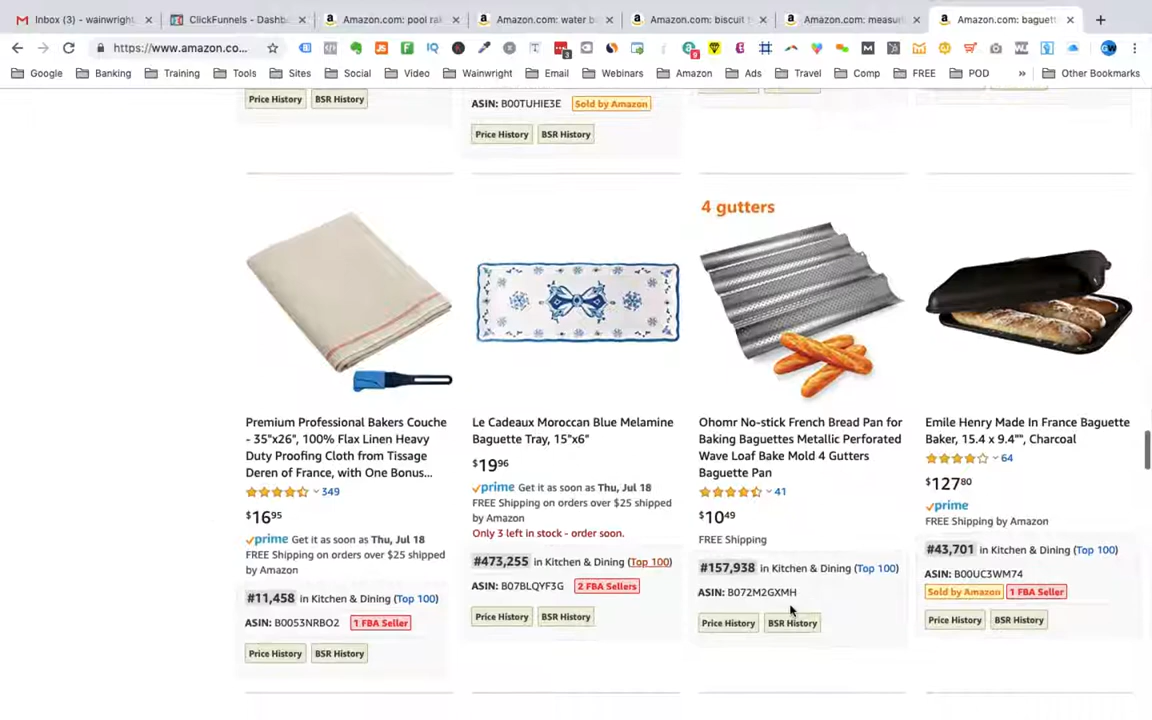 Inbox (3) - wainwright
ClickFunnels - Dashb
Amazon.com: pool ra
Amazon.com: water b
Amazon.com: biscuit
Amazon.com: measur
Amazon.com: baguet
https://www.amazon.co...
Google
Banking
Training
Tools
Sites
Social
Video
Wainwright
Email
Webinars
Amazon
Ads
Travel
Comp
FREE
POD
»
Other Bookmarks
Price History
BSR History
ASIN: B00TUHIE3E Sold by Amazon
Price History
BSR History
Premium Professional Bakers Couche
- 35"x26", 100% Flax Linen Heavy
Duty Proofing Cloth from Tissage
Deren of France, with One Bonus...
349
$1695
prime Get it as soon as Thu, Jul 18
FREE Shipping on orders over $25 shipped
by Amazon
#11,458 in Kitchen & Dining (Top 100)
ASIN: B0053NRBO2 1 FBA Seller
Price History
BSR History
Le Cadeaux Moroccan Blue Melamine
Baguette Tray, 15"x6"
$1996
prime Get it as soon as Thu, Jul 18
FREE Shipping on orders over $25 shipped
by Amazon
Only 3 left in stock - order soon.
#473,255 in Kitchen & Dining (Top 100)
ASIN: B07BLQYF3G 2 FBA Sellers
Price History
BSR History
4 gutters
Ohomr No-stick French Bread Pan for
Baking Baguettes Metallic Perforated
Wave Loaf Bake Mold 4 Gutters
Baguette Pan
41
$1049
FREE Shipping
#157,938 in Kitchen & Dining (Top 100)
ASIN: B072M2GXMH
Price History
BSR History
Emile Henry Made In France Baguette
Baker, 15.4 x 9.4"", Charcoal
64
$12780
prime
FREE Shipping by Amazon
#43,701 in Kitchen & Dining (Top 100)
ASIN: B00UC3WM74
Sold by Amazon 1 FBA Seller
Price History
BSR History